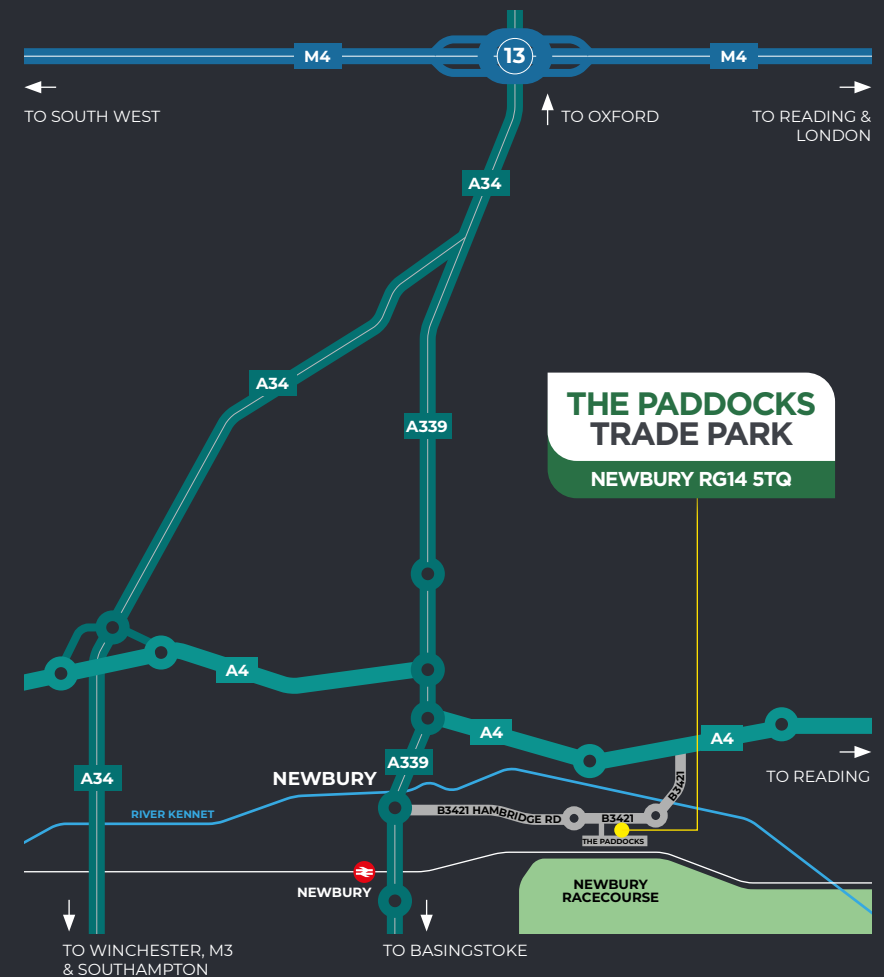 M4
13
M4
TO SOUTH WEST
TO OXFORD
TO READING &
LONDON
A34
A34
THE PADDOCKS
TRADE PARK
A339
NEWBURY RG14 5TQ
A4
A4
A4
A339
TO READING
NEWBURY
A34
B3421
RIVER KENNET
B3421 HAMBRIDGE RD
B3421
THE PADDOCKS
NEWBURY
NEWBURY
RACECOURSE
TO WINCHESTER, M3
& SOUTHAMPTON
TO BASINGSTOKE